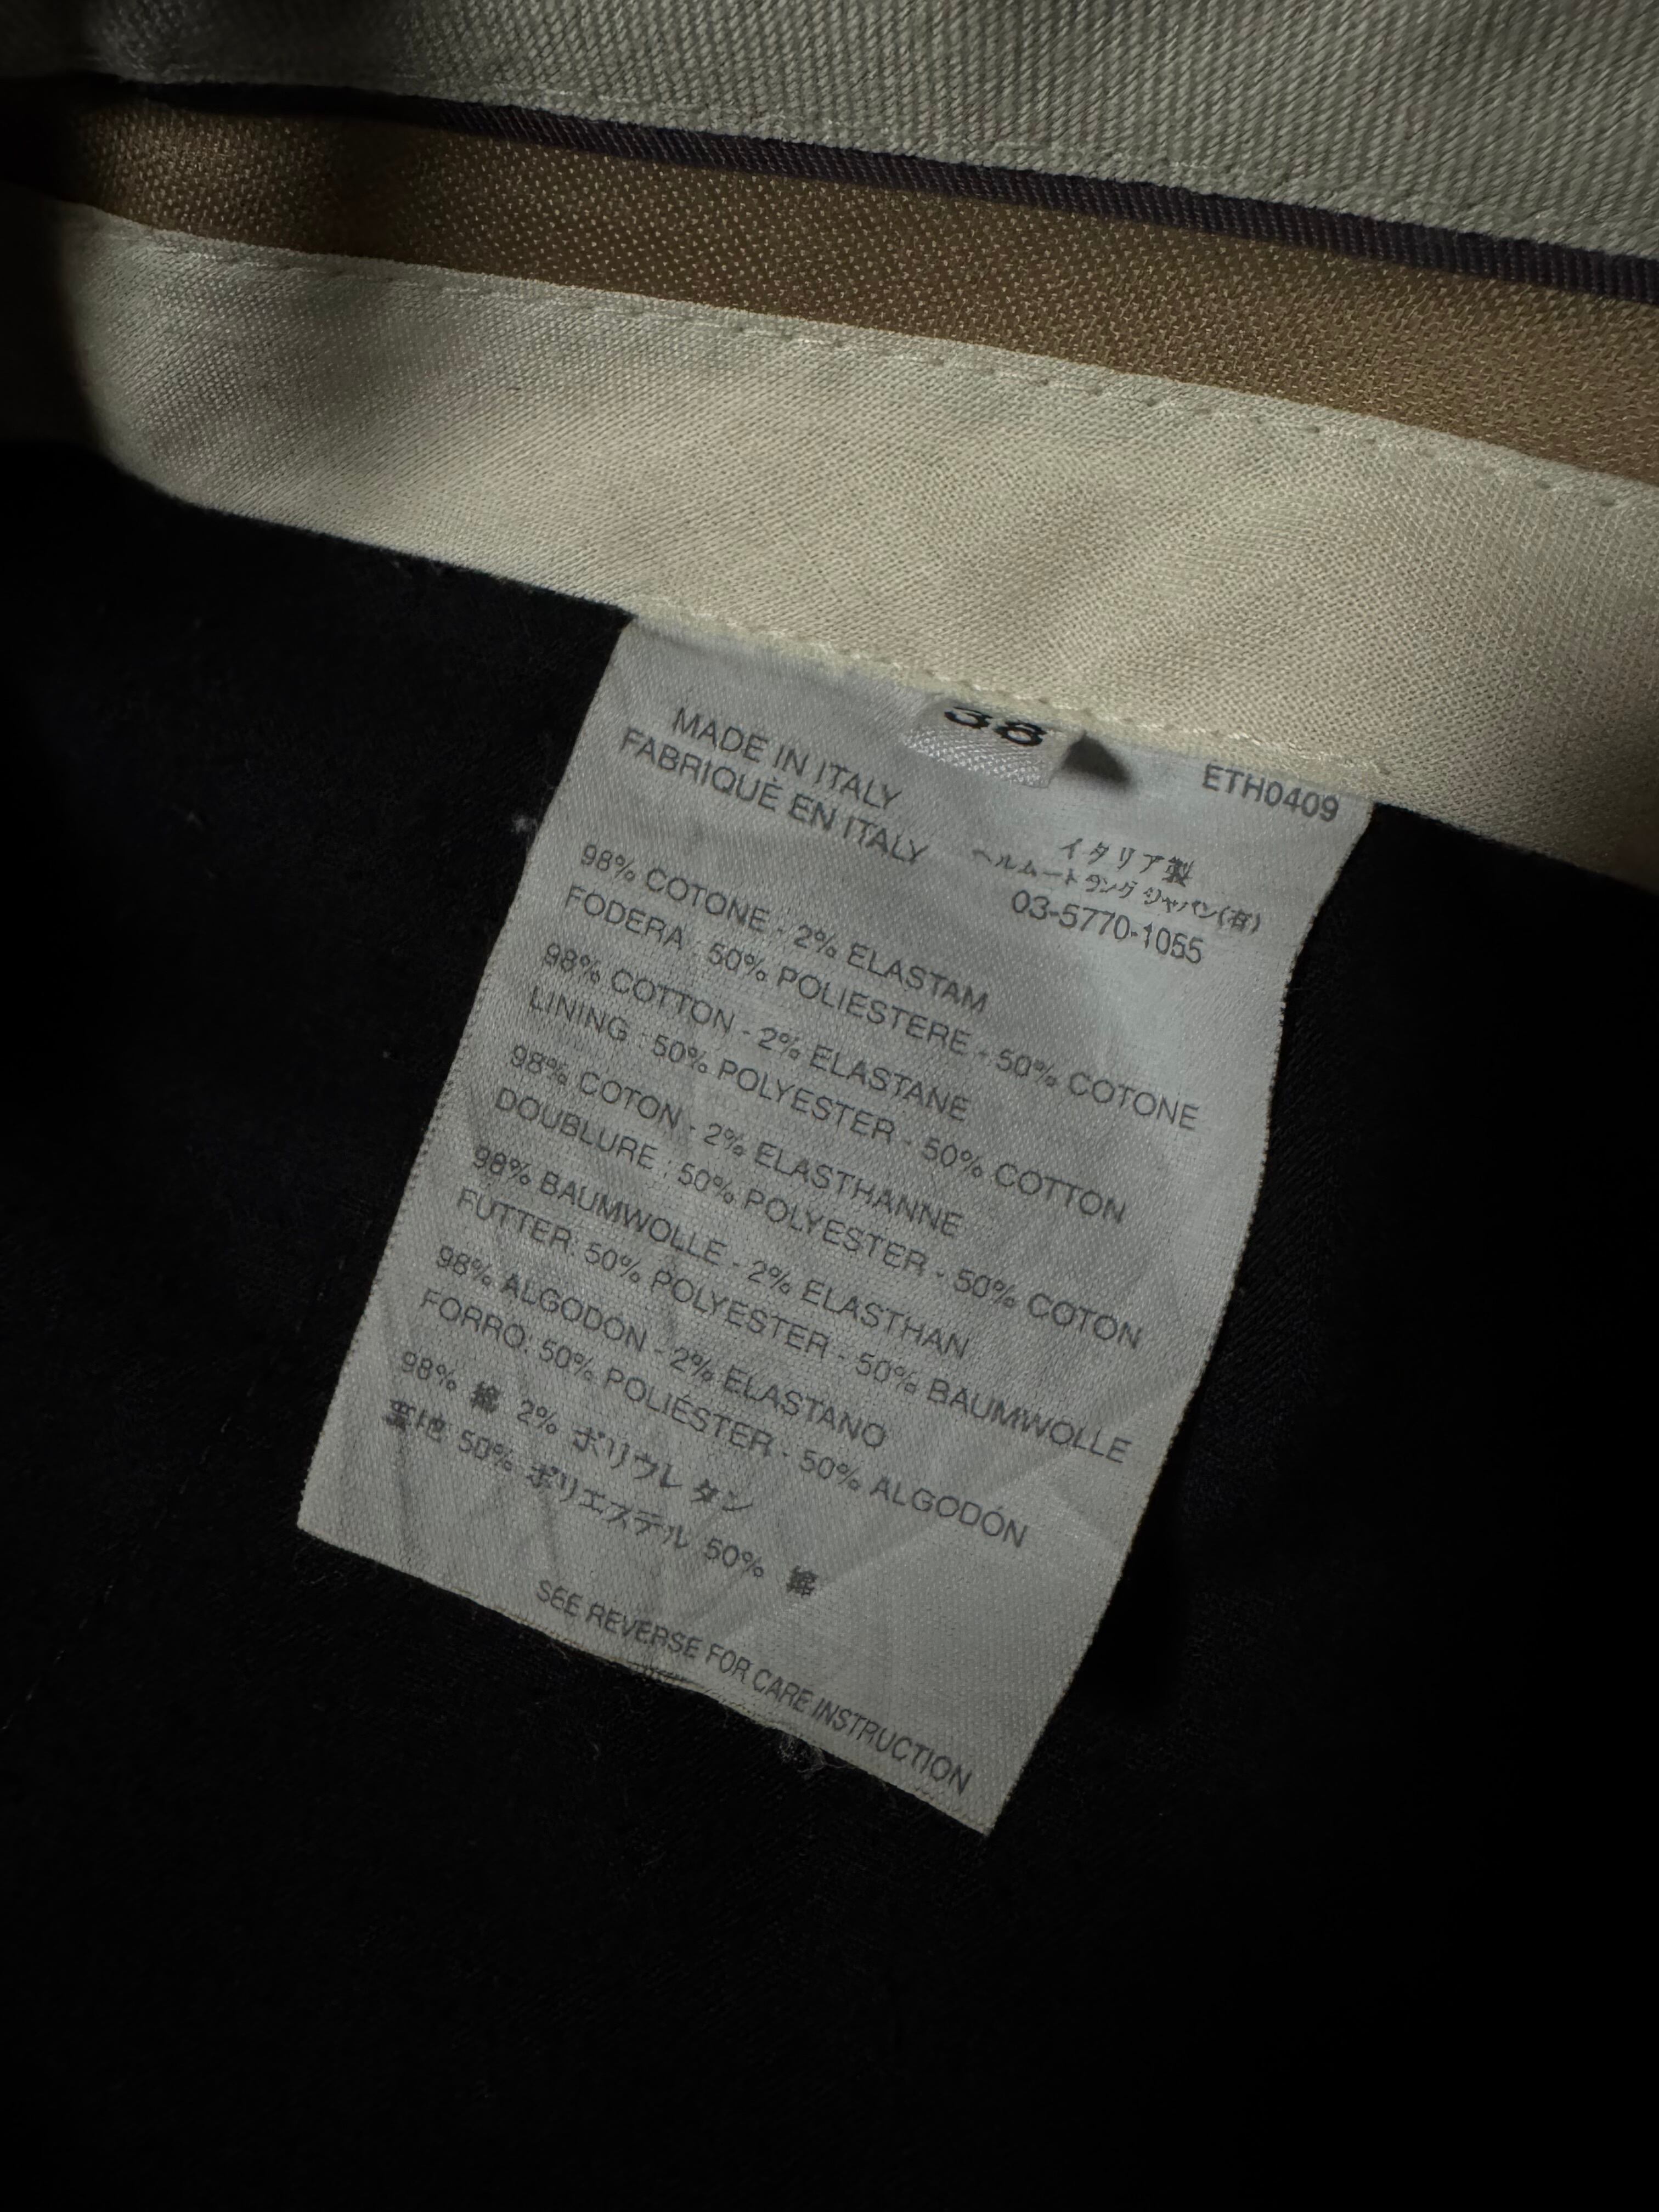 38
MADE IN ITALY
FABRIQUÈ EN ITALY
ETH0409
イタリア製
ヘルムート ラング ジャパン(有)
03-5770-1055
98% COTONE - 2% ELASTAM
FODERA : 50% POLIESTERE - 50% COTONE
98% COTTON - 2% ELASTANE
LINING : 50% POLYESTER - 50% COTTON
98% COTON - 2% ELASTHANNE
DOUBLURE : 50% POLYESTER - 50% COTON
98% BAUMWOLLE - 2% ELASTHAN
FUTTER: 50% POLYESTER - 50% BAUMWOLLE
98% ALGODÓN - 2% ELASTANO
FORRO: 50% POLIÉSTER - 50% ALGODÓN
98% 綿 2% ポリウレタン
裏地 50% ポリエステル 50% 綿
SEE REVERSE FOR CARE INSTRUCTION